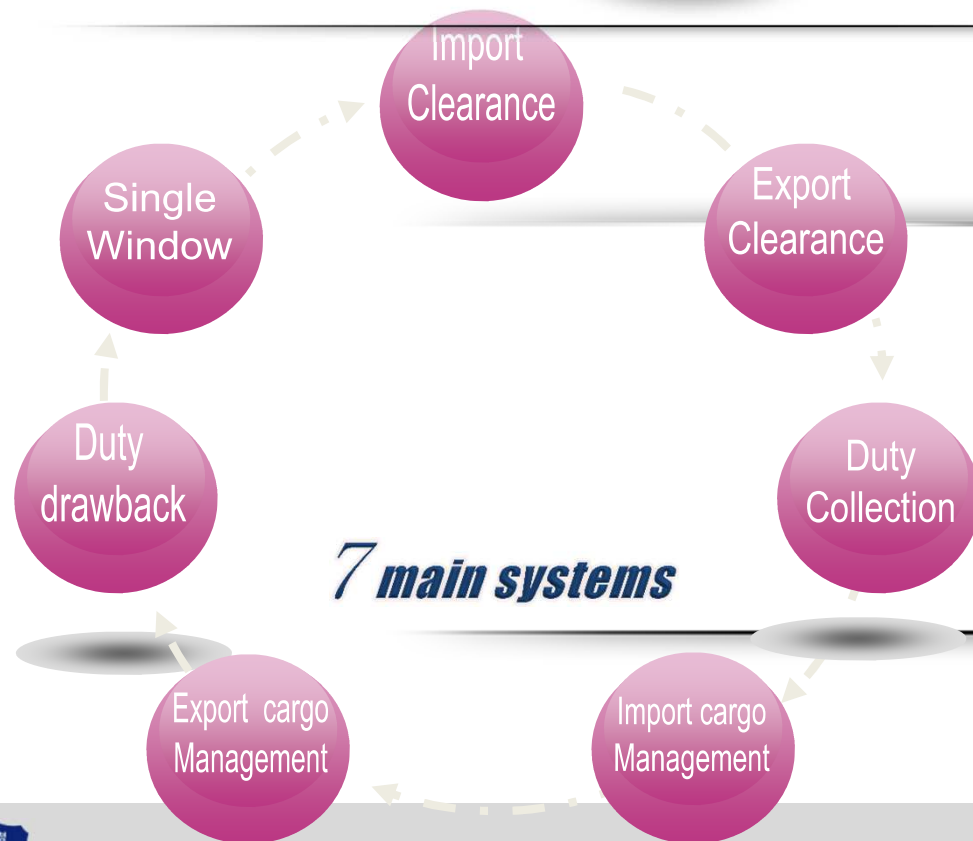 Import
Clearance
Export
Clearance
Duty
Collection
Import cargo
Management
Export cargo
Management
Duty
drawback
Single
Window
7 main systems